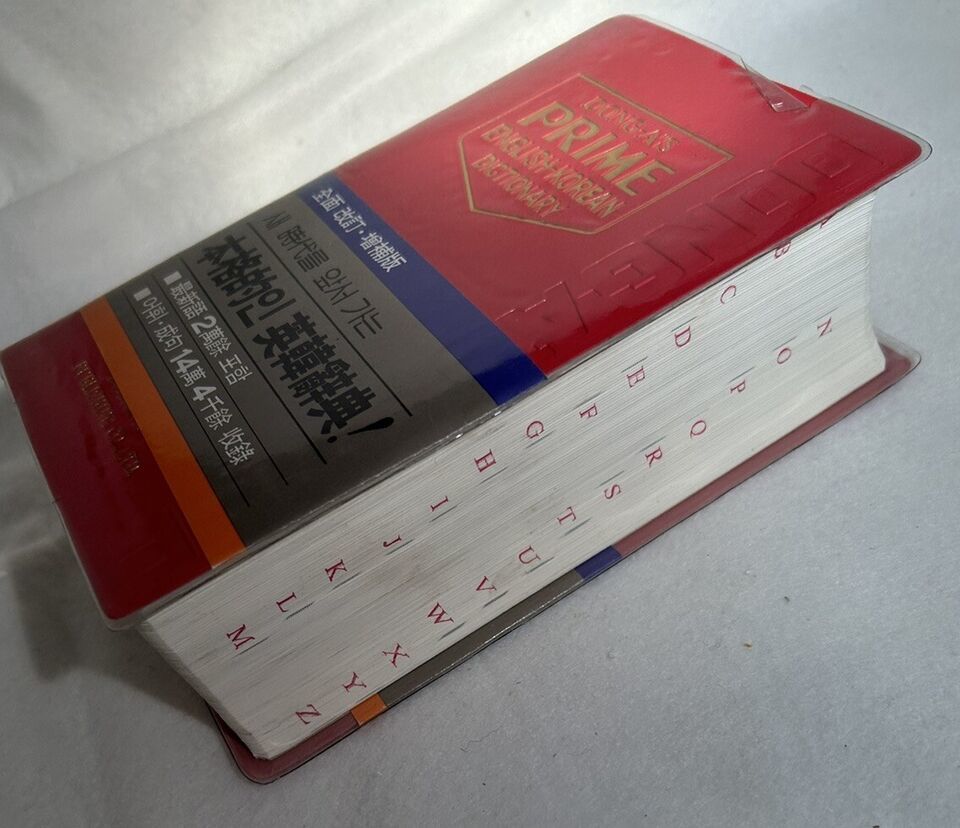 DONG-A'S
PRIME
ENGLISH-KOREAN
DICTIONARY
DONG-A
全面 改訂·增補版
새 時代를 앞서 가는
本格的인 英韓辭典!
■ 最新語 2萬餘 포함
■ 어휘·成句 14萬 4千餘 收錄
A
B
C
D
E
F
G
H
I
J
K
L
M
N
O
P
Q
R
S
T
U
V
W
X
Y
Z